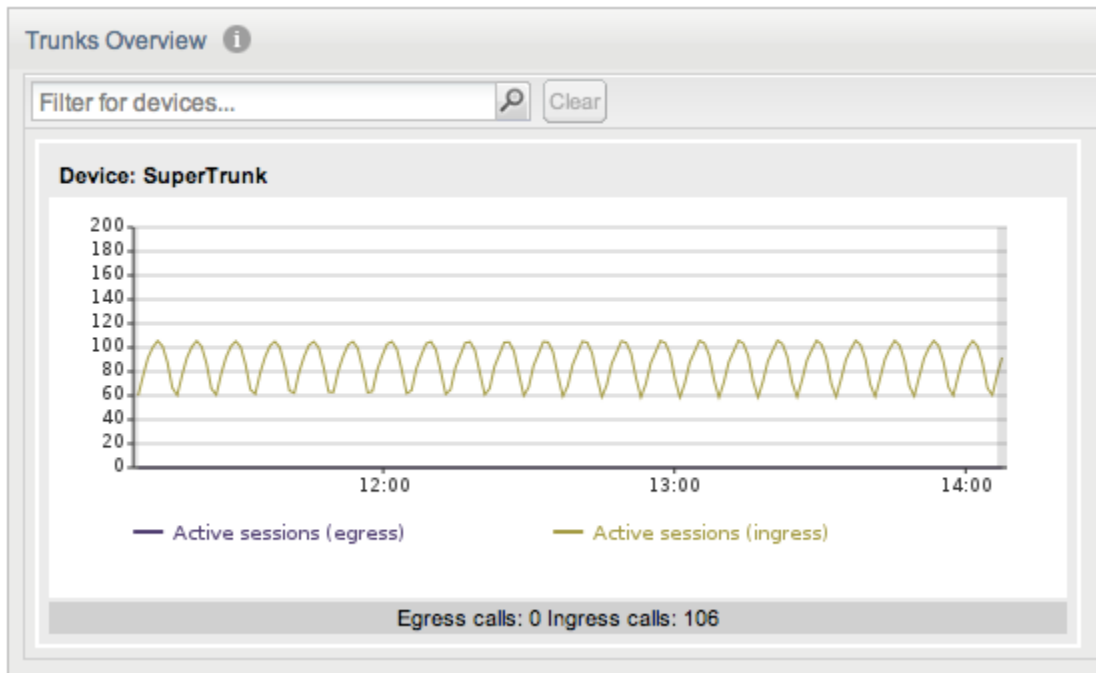 Trunks Overview i
Filter for devices... Clear
Device: SuperTrunk
200
180
160
140
120
100
80
60
40
20
0
12:00 13:00 14:00
Active sessions (egress) Active sessions (ingress)
Egress calls: 0 Ingress calls: 106